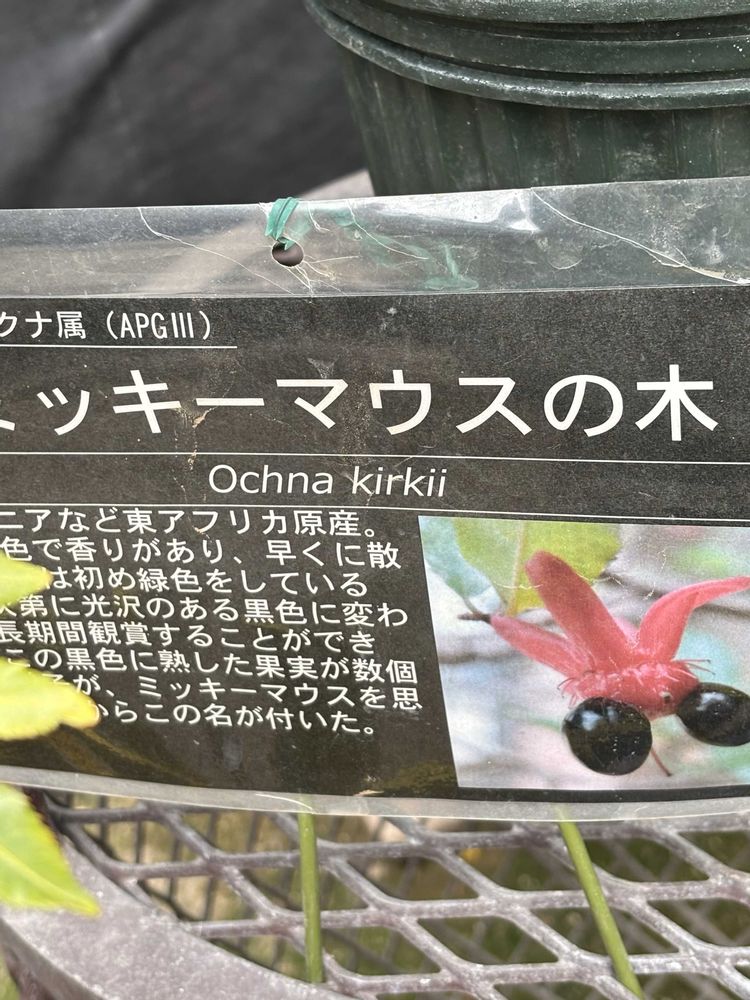 クナ属（APGⅢ）
ミッキーマウスの木
Ochna kirkii
ニアなど東アフリカ原産。
色で香りがあり、早くに散
は初め緑色をしている
次第に光沢のある黒色に変わ
長期間観賞することができ
この黒色に熟した果実が数個
が、ミッキーマウスを思
からこの名が付いた。